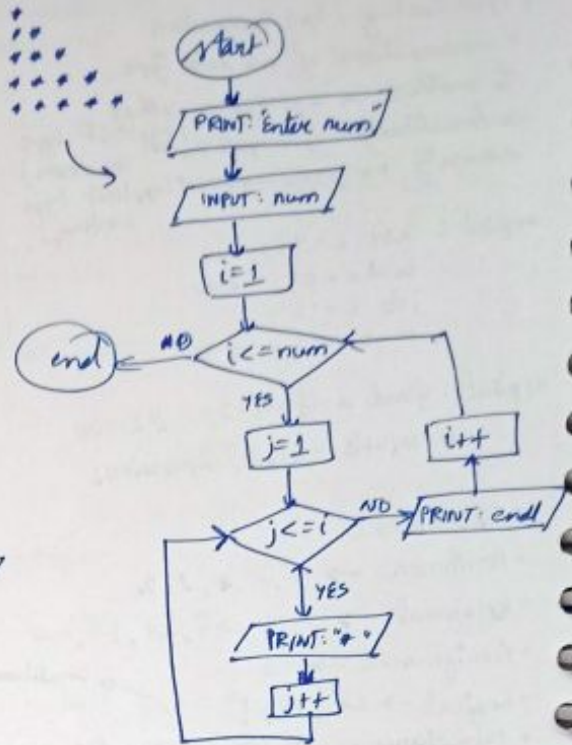 *
* *
* * *
* * * *
* * * * *
start
PRINT: "Enter num"
INPUT: num
i=1
i<=num
NO
end
YES
j=1
i++
j<=i
NO
PRINT: endl
YES
PRINT: "* "
j++